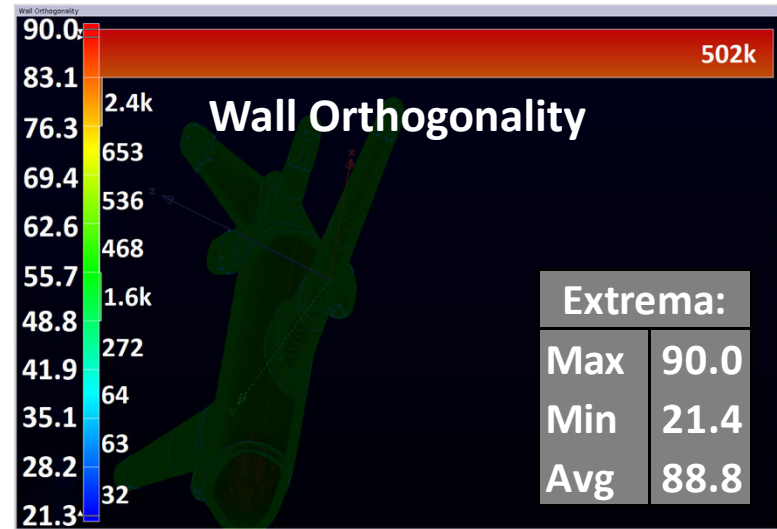 Wall Orthogonality
90.0
502k
83.1
2.4k
Wall Orthogonality
76.3
653
69.4
536
62.6
468
55.7
1.6k
48.8
272
41.9
64
35.1
63
28.2
32
21.3
Extrema:
Max 90.0
Min 21.4
Avg 88.8
x
z